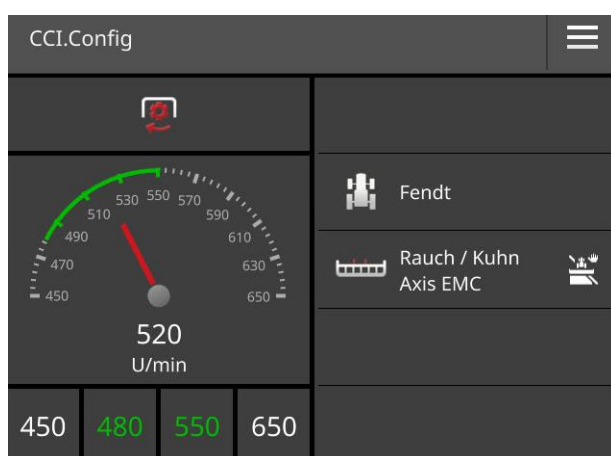 CCI.Config
530 550 570
510 590
490 610
470 630
450 650
520
U/min
450 480 550 650
Fendt
Rauch / Kuhn
Axis EMC